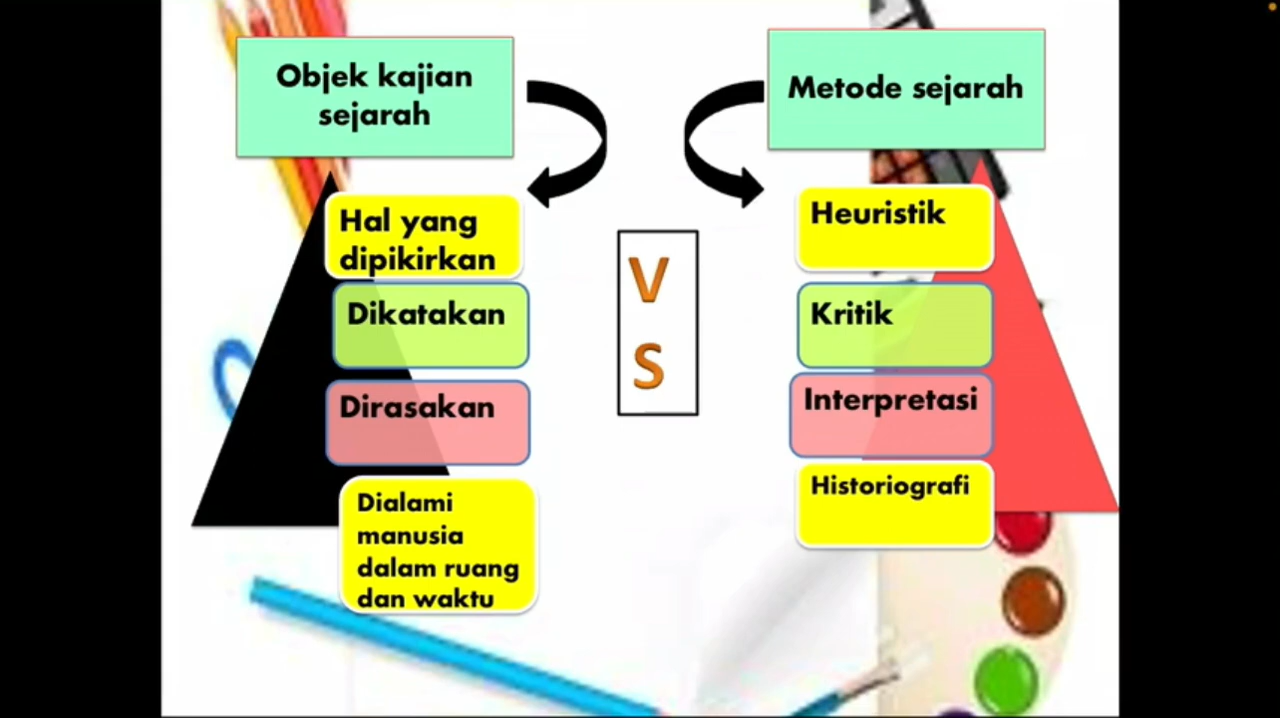 Objek kajian
sejarah
Hal yang
dipikirkan
Dikatakan
Dirasakan
Dialami
manusia
dalam ruang
dan waktu
V
S
Metode sejarah
Heuristik
Kritik
Interpretasi
Historiografi